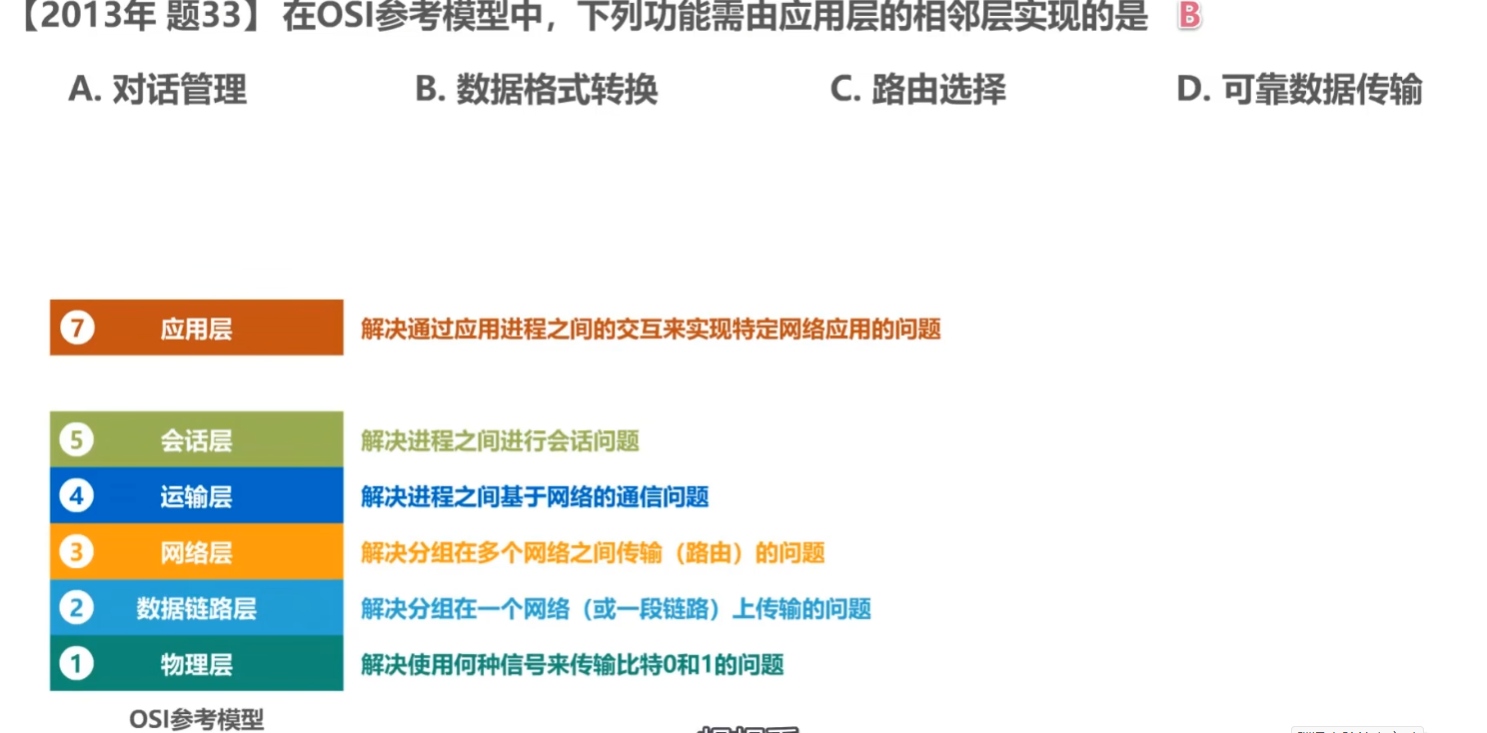 【2013年 题33】 在OSI参考模型中，下列功能需由应用层的相邻层实现的是 B
A. 对话管理 B. 数据格式转换 C. 路由选择 D. 可靠数据传输
7 应用层 解决通过应用进程之间的交互来实现特定网络应用的问题
5 会话层 解决进程之间进行会话问题
4 运输层 解决进程之间基于网络的通信问题
3 网络层 解决分组在多个网络之间传输（路由）的问题
2 数据链路层 解决分组在一个网络（或一段链路）上传输的问题
1 物理层 解决使用何种信号来传输比特0和1的问题
OSI参考模型